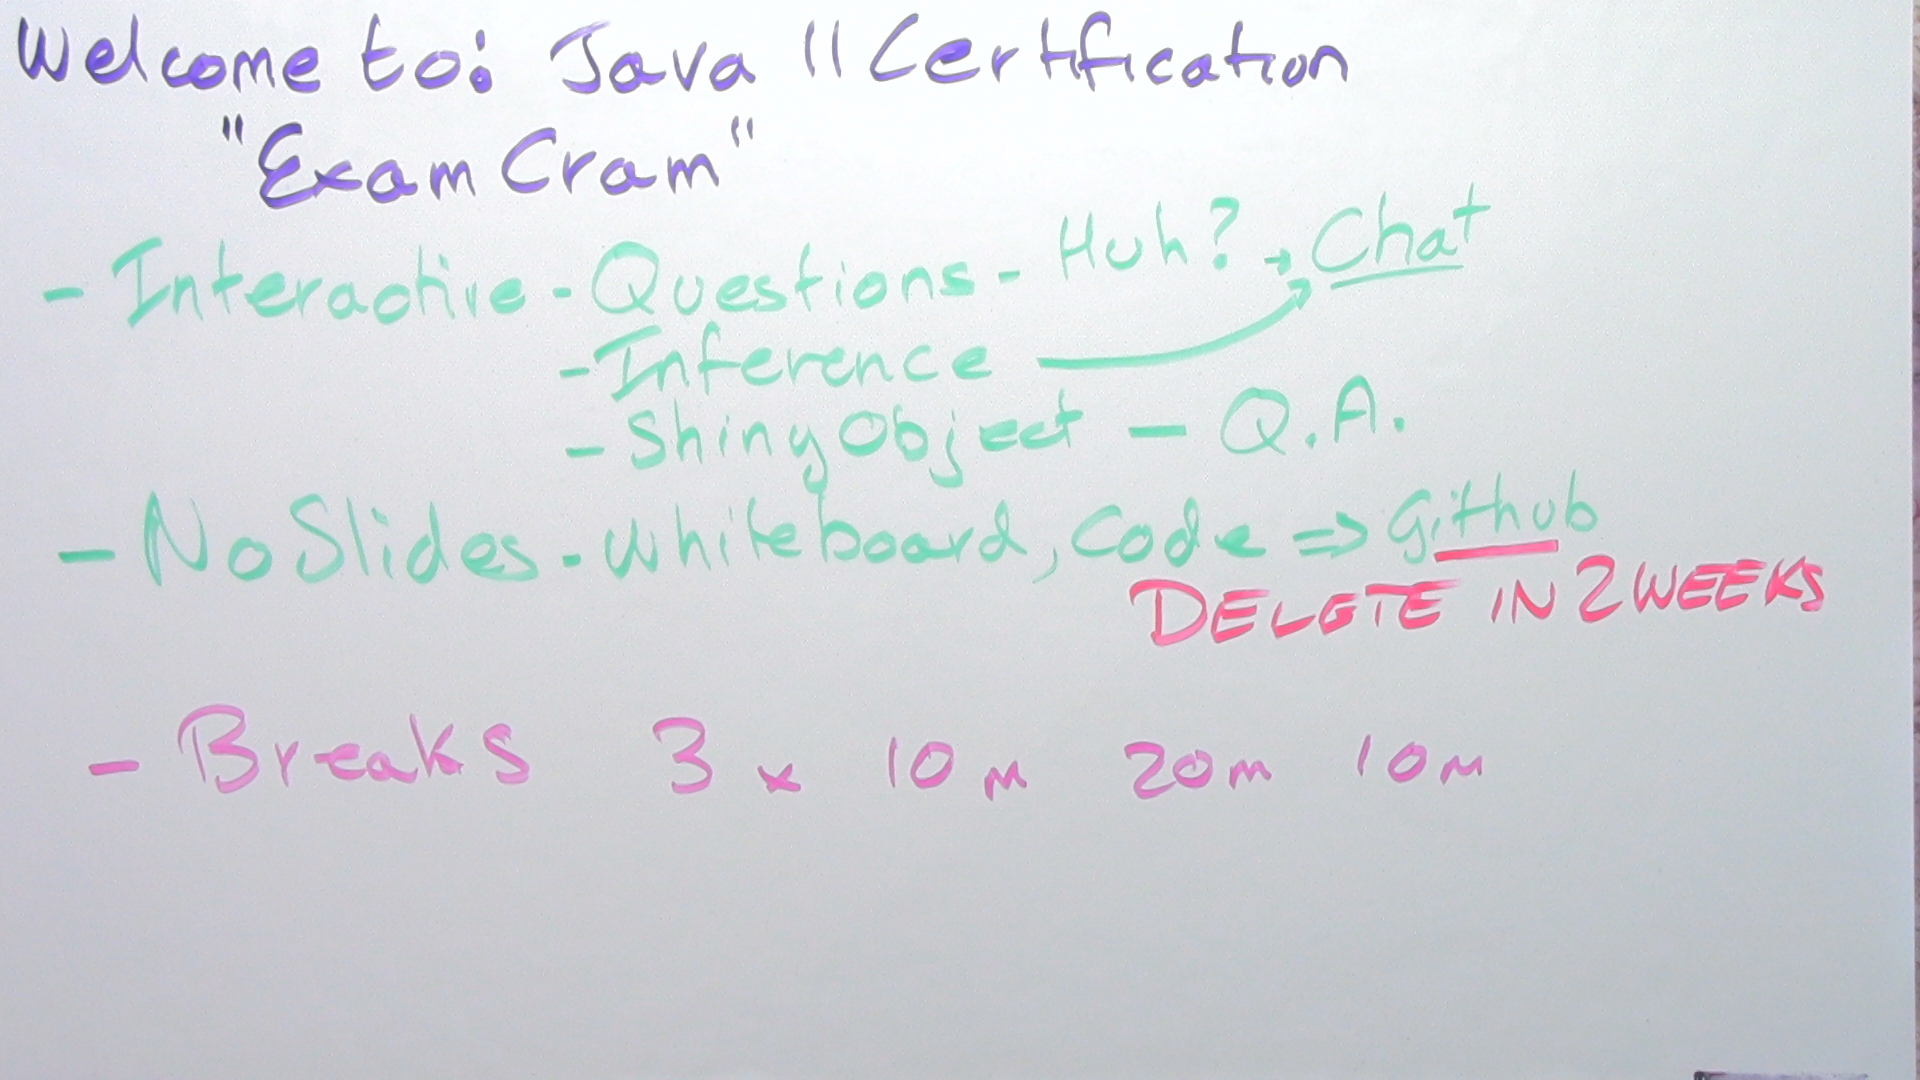 Welcome to: Java 11 Certification
"Exam Cram"
- Interactive - Questions - Huh? → Chat
- Inference
- Shiny Object - Q.A.
- No Slides - Whiteboard, Code ⇒ Github
DELETE IN 2 WEEKS
- Breaks 3 x 10m 20m 10m